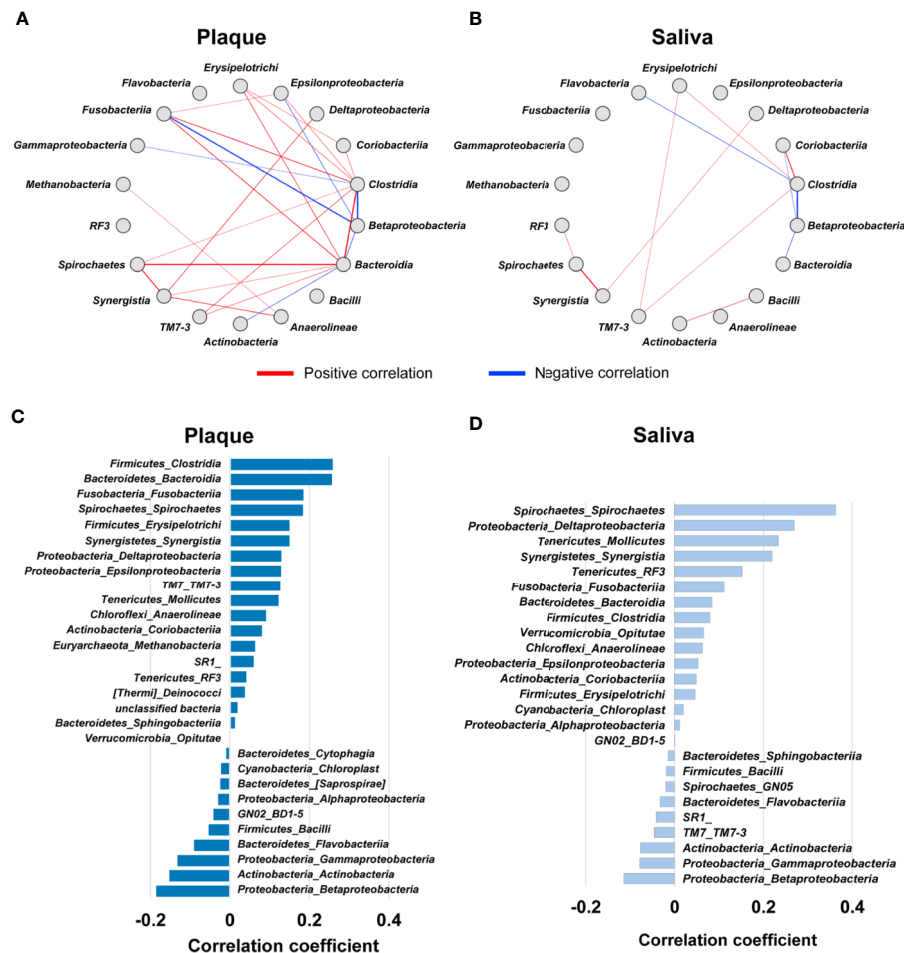 A
B
Plaque
Saliva
Erysipelotrichi
Flavobacteria
Epsilonproteobacteria
Fusobacteriia
Deltaproteobacteria
Gammaproteobacteria
Coriobacteriia
Methanobacteria
Clostridia
RF3
Betaproteobacteria
Spirochaetes
Bacteroidia
Synergistia
Bacilli
TM7-3
Anaerolineae
Actinobacteria
Erysipelotrichi
Flavobacteria
Epsilonproteobacteria
Fusobacteriia
Deltaproteobacteria
Gammaproteobacteria
Coriobacteriia
Methanobacteria
Clostridia
RF3
Betaproteobacteria
Spirochaetes
Bacteroidia
Synergistia
Bacilli
TM7-3
Anaerolineae
Actinobacteria
Positive correlation
Negative correlation
C
Plaque
Firmicutes_Clostridia
Bacteroidetes_Bacteroidia
Fusobacteria_Fusobacteriia
Spirochaetes_Spirochaetes
Firmicutes_Erysipelotrichi
Synergistetes_Synergistia
Proteobacteria_Deltaproteobacteria
Proteobacteria_Epsilonproteobacteria
TM7_TM7-3
Tenericutes_Mollicutes
Chloroflexi_Anaerolineae
Actinobacteria_Coriobacteriia
Euryarchaeota_Methanobacteria
SR1_
Tenericutes_RF3
[Thermi]_Deinococci
unclassified bacteria
Bacteroidetes_Sphingobacteriia
Verrucomicrobia_Opitutae
Bacteroidetes_Cytophagia
Cyanobacteria_Chloroplast
Bacteroidetes_[Saprospirae]
Proteobacteria_Alphaproteobacteria
GN02_BD1-5
Firmicutes_Bacilli
Bacteroidetes_Flavobacteriia
Proteobacteria_Gammaproteobacteria
Actinobacteria_Actinobacteria
Proteobacteria_Betaproteobacteria
-0.2 0 0.2 0.4
Correlation coefficient
D
Saliva
Spirochaetes_Spirochaetes
Proteobacteria_Deltaproteobacteria
Tenericutes_Mollicutes
Synergistetes_Synergistia
Tenericutes_RF3
Fusobacteria_Fusobacteriia
Bacteroidetes_Bacteroidia
Firmicutes_Clostridia
Verrucomicrobia_Opitutae
Chloroflexi_Anaerolineae
Proteobacteria_Epsilonproteobacteria
Actinobacteria_Coriobacteriia
Firmicutes_Erysipelotrichi
Cyanobacteria_Chloroplast
Proteobacteria_Alphaproteobacteria
GN02_BD1-5
Bacteroidetes_Sphingobacteriia
Firmicutes_Bacilli
Spirochaetes_GN05
Bacteroidetes_Flavobacteriia
SR1_
TM7_TM7-3
Actinobacteria_Actinobacteria
Proteobacteria_Gammaproteobacteria
Proteobacteria_Betaproteobacteria
-0.2 0 0.2 0.4
Correlation coefficient